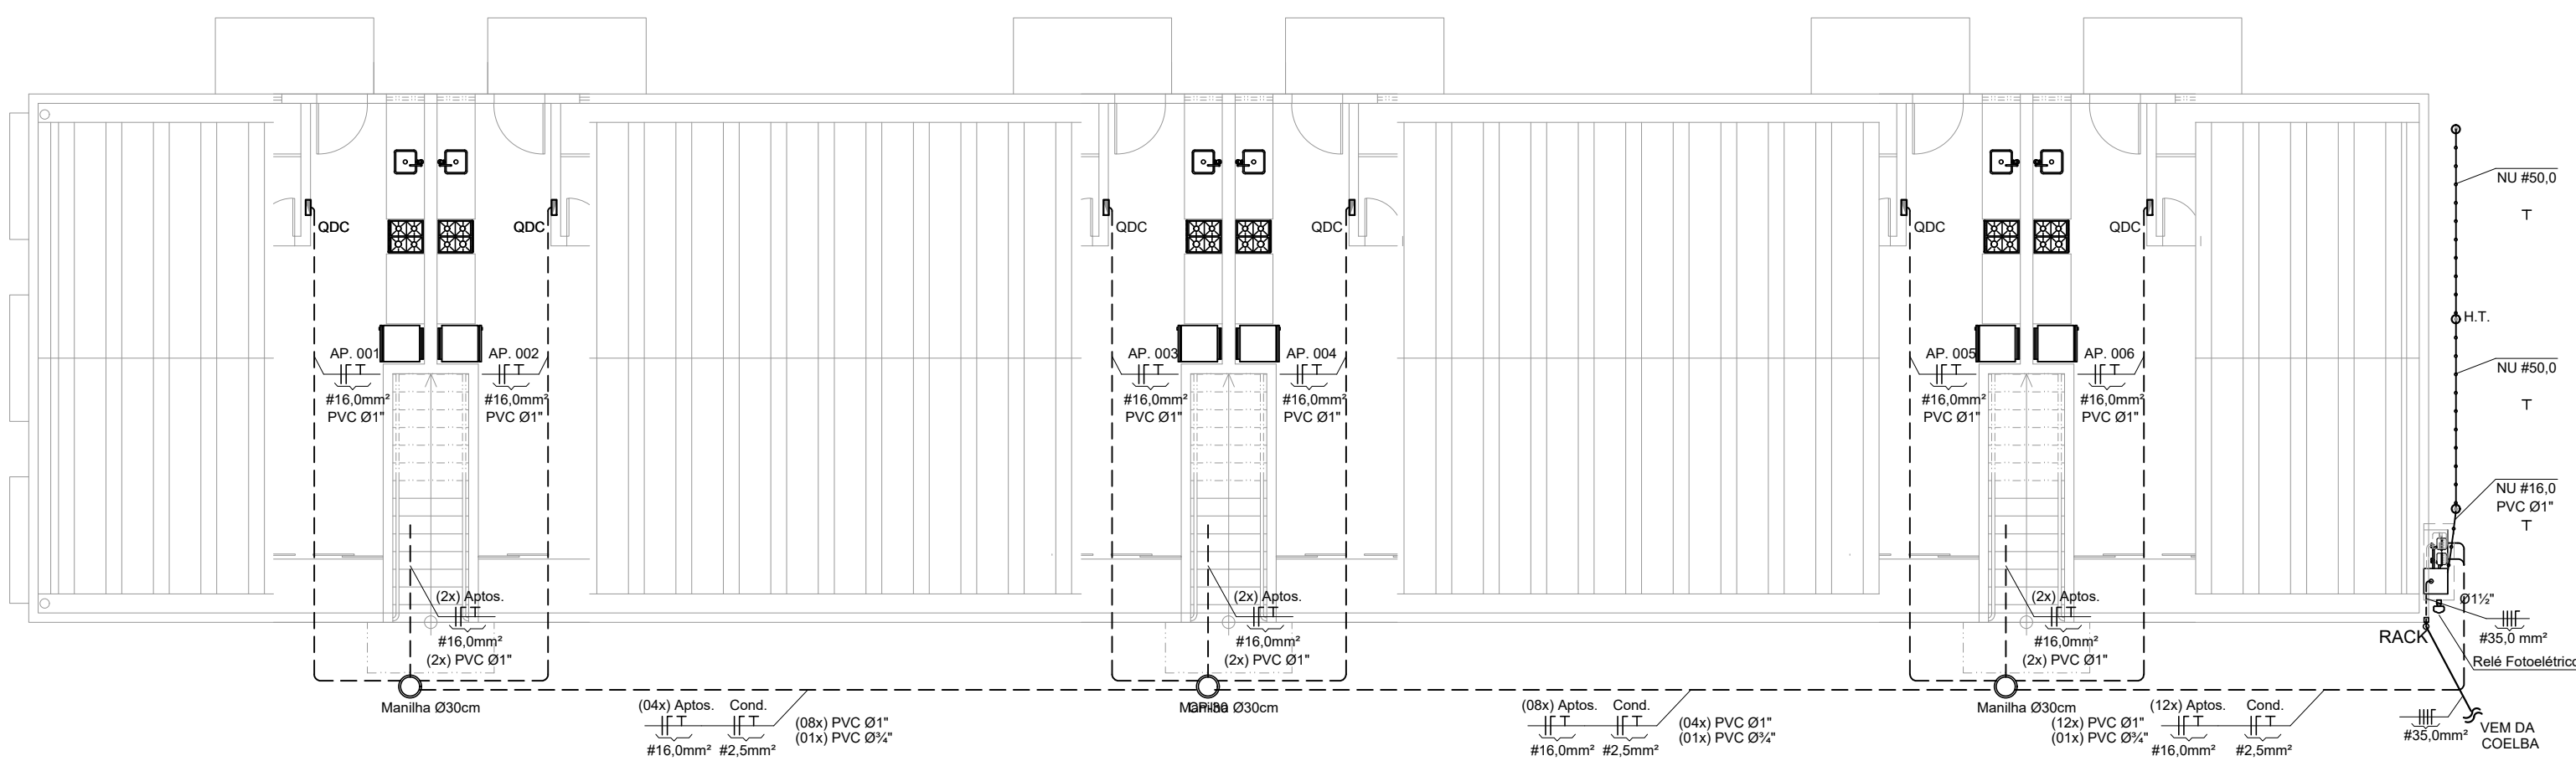 NU #50,0
QDC
QDC
QDC
QDC
QDC
QDC
H.T.
AP. 001
AP. 002
AP. 003
AP. 004
AP. 005
AP. 006
NU #50,0
#16,0mm²
PVC Ø1"
#16,0mm²
PVC Ø1"
#16,0mm²
PVC Ø1"
#16,0mm²
PVC Ø1"
#16,0mm²
PVC Ø1"
#16,0mm²
PVC Ø1"
NU #16,0
PVC Ø1"
(2x) Aptos.
#16,0mm²
(2x) PVC Ø1"
(2x) Aptos.
#16,0mm²
(2x) PVC Ø1"
(2x) Aptos.
#16,0mm²
(2x) PVC Ø1"
Ø1½"
RACK
#35,0 mm²
Relé Fotoelétrico
Manilha Ø30cm
(04x) Aptos.
Cond.
#16,0mm²
#2,5mm²
(08x) PVC Ø1"
(01x) PVC Ø¾"
Manilha Ø30cm
(08x) Aptos.
Cond.
#16,0mm²
#2,5mm²
(04x) PVC Ø1"
(01x) PVC Ø¾"
Manilha Ø30cm
(12x) PVC Ø1"
(01x) PVC Ø¾"
(12x) Aptos.
Cond.
#16,0mm²
#2,5mm²
#35,0mm²
VEM DA
COELBA